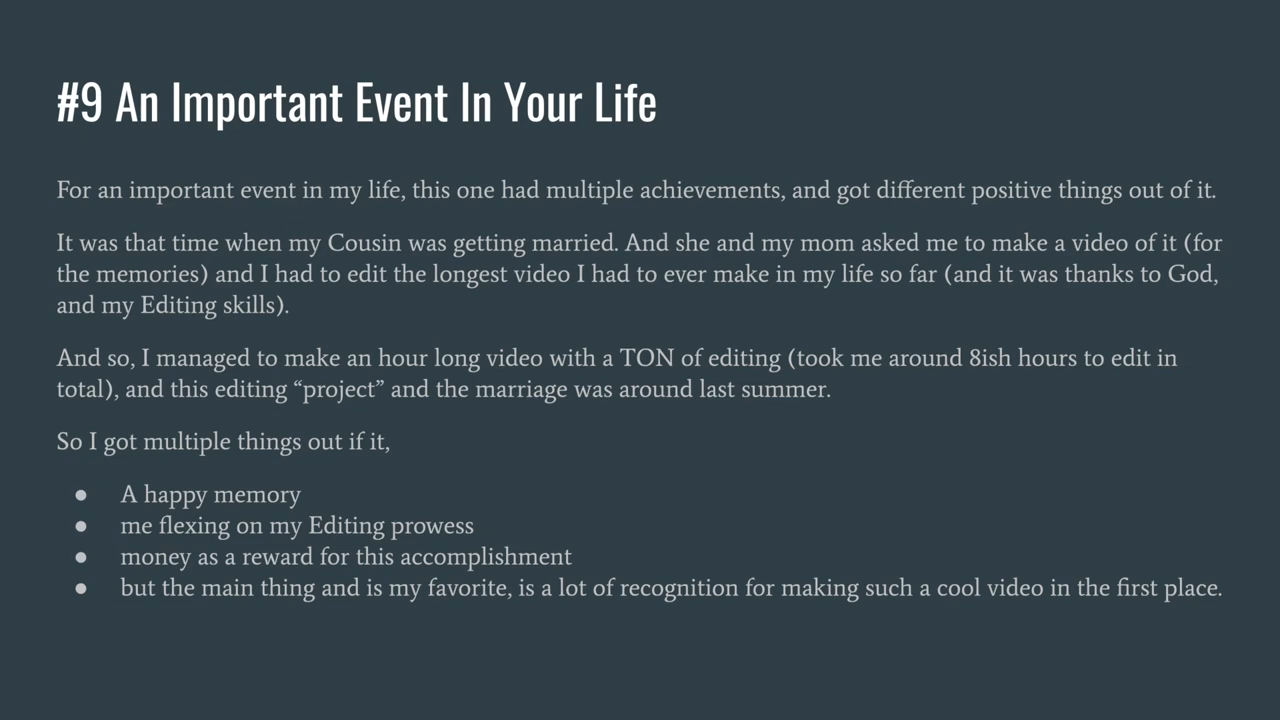 #9 An Important Event In Your Life
For an important event in my life, this one had multiple achievements, and got different positive things out of it.
It was that time when my Cousin was getting married. And she and my mom asked me to make a video of it (for
the memories) and I had to edit the longest video I had to ever make in my life so far (and it was thanks to God,
and my Editing skills).
And so, I managed to make an hour long video with a TON of editing (took me around 8ish hours to edit in
total), and this editing “project” and the marriage was around last summer.
So I got multiple things out if it,
● A happy memory
● me flexing on my Editing prowess
● money as a reward for this accomplishment
● but the main thing and is my favorite, is a lot of recognition for making such a cool video in the first place.